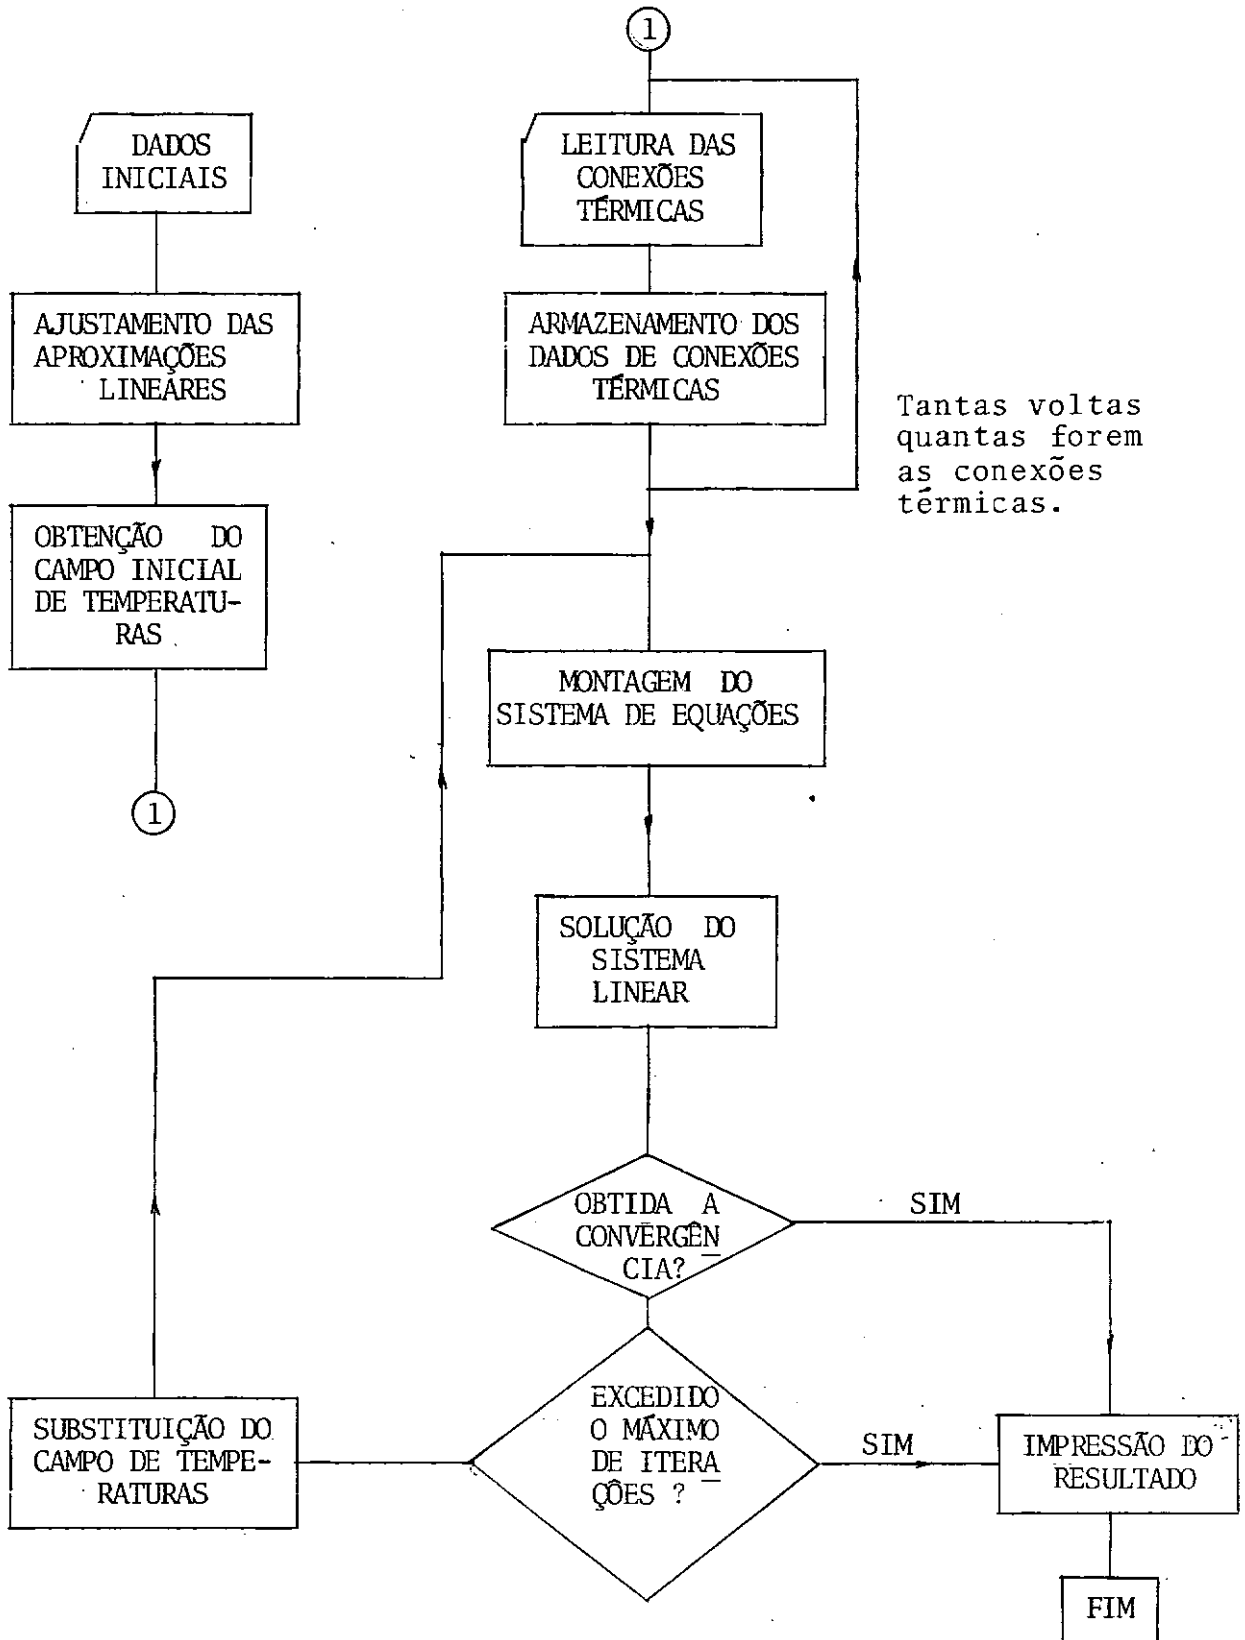 DADOS
INICIAIS
AJUSTAMENTO DAS
APROXIMAÇÕES
LINEARES
OBTENÇÃO DO
CAMPO INICIAL
DE TEMPERATU-
RAS
1
1
LEITURA DAS
CONEXÕES
TÉRMICAS
ARMAZENAMENTO DOS
DADOS DE CONEXÕES
TÉRMICAS
Tantas voltas
quantas forem
as conexões
térmicas.
MONTAGEM DO
SISTEMA DE EQUAÇÕES
SOLUÇÃO DO
SISTEMA
LINEAR
OBTIDA A
CONVERGÊN
CIA?
SIM
EXCEDIDO
O MÁXIMO
DE ITERA
ÇÕES ?
SIM
SUBSTITUIÇÃO DO
CAMPO DE TEMPE-
RATURAS
IMPRESSÃO DO
RESULTADO
FIM